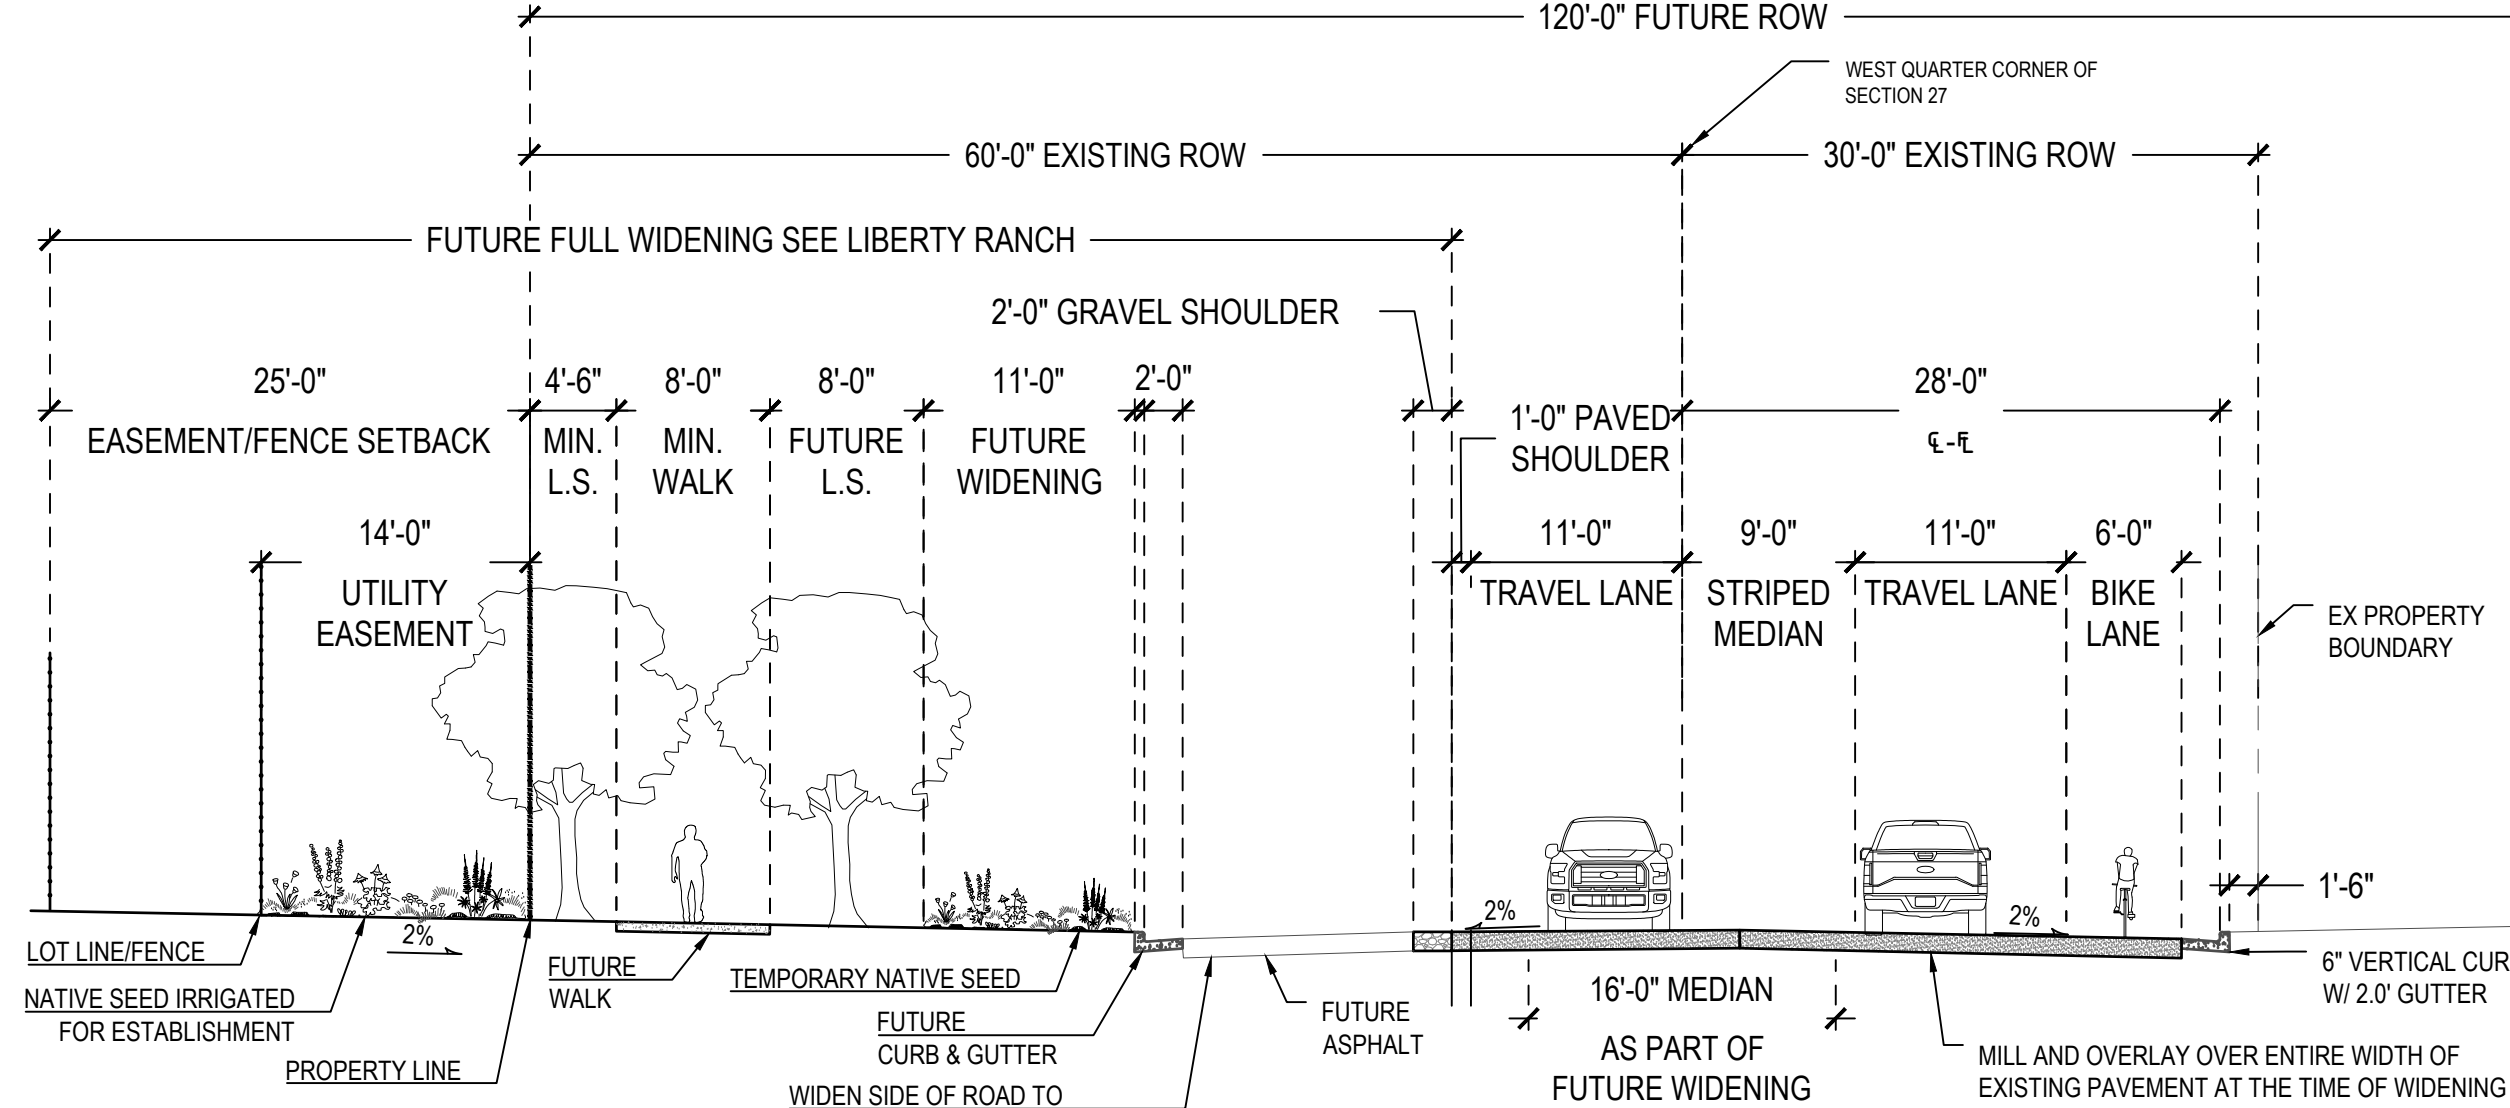 120'-0" FUTURE ROW
WEST QUARTER CORNER OF
SECTION 27
60'-0" EXISTING ROW
30'-0" EXISTING ROW
FUTURE FULL WIDENING SEE LIBERTY RANCH
2'-0" GRAVEL SHOULDER
25'-0"
EASEMENT/FENCE SETBACK
4'-6"
MIN.
L.S.
8'-0"
MIN.
WALK
8'-0"
FUTURE
L.S.
11'-0"
FUTURE
WIDENING
2'-0"
1'-0" PAVED
SHOULDER
28'-0"
℄-FL
14'-0"
UTILITY
EASEMENT
11'-0"
TRAVEL LANE
9'-0"
STRIPED
MEDIAN
11'-0"
TRAVEL LANE
6'-0"
BIKE
LANE
EX PROPERTY
BOUNDARY
1'-6"
2%
2%
2%
LOT LINE/FENCE
NATIVE SEED IRRIGATED
FOR ESTABLISHMENT
PROPERTY LINE
FUTURE
WALK
TEMPORARY NATIVE SEED
FUTURE
CURB & GUTTER
WIDEN SIDE OF ROAD TO
FUTURE
ASPHALT
16'-0" MEDIAN
AS PART OF
FUTURE WIDENING
6" VERTICAL CUR
W/ 2.0' GUTTER
MILL AND OVERLAY OVER ENTIRE WIDTH OF
EXISTING PAVEMENT AT THE TIME OF WIDENING